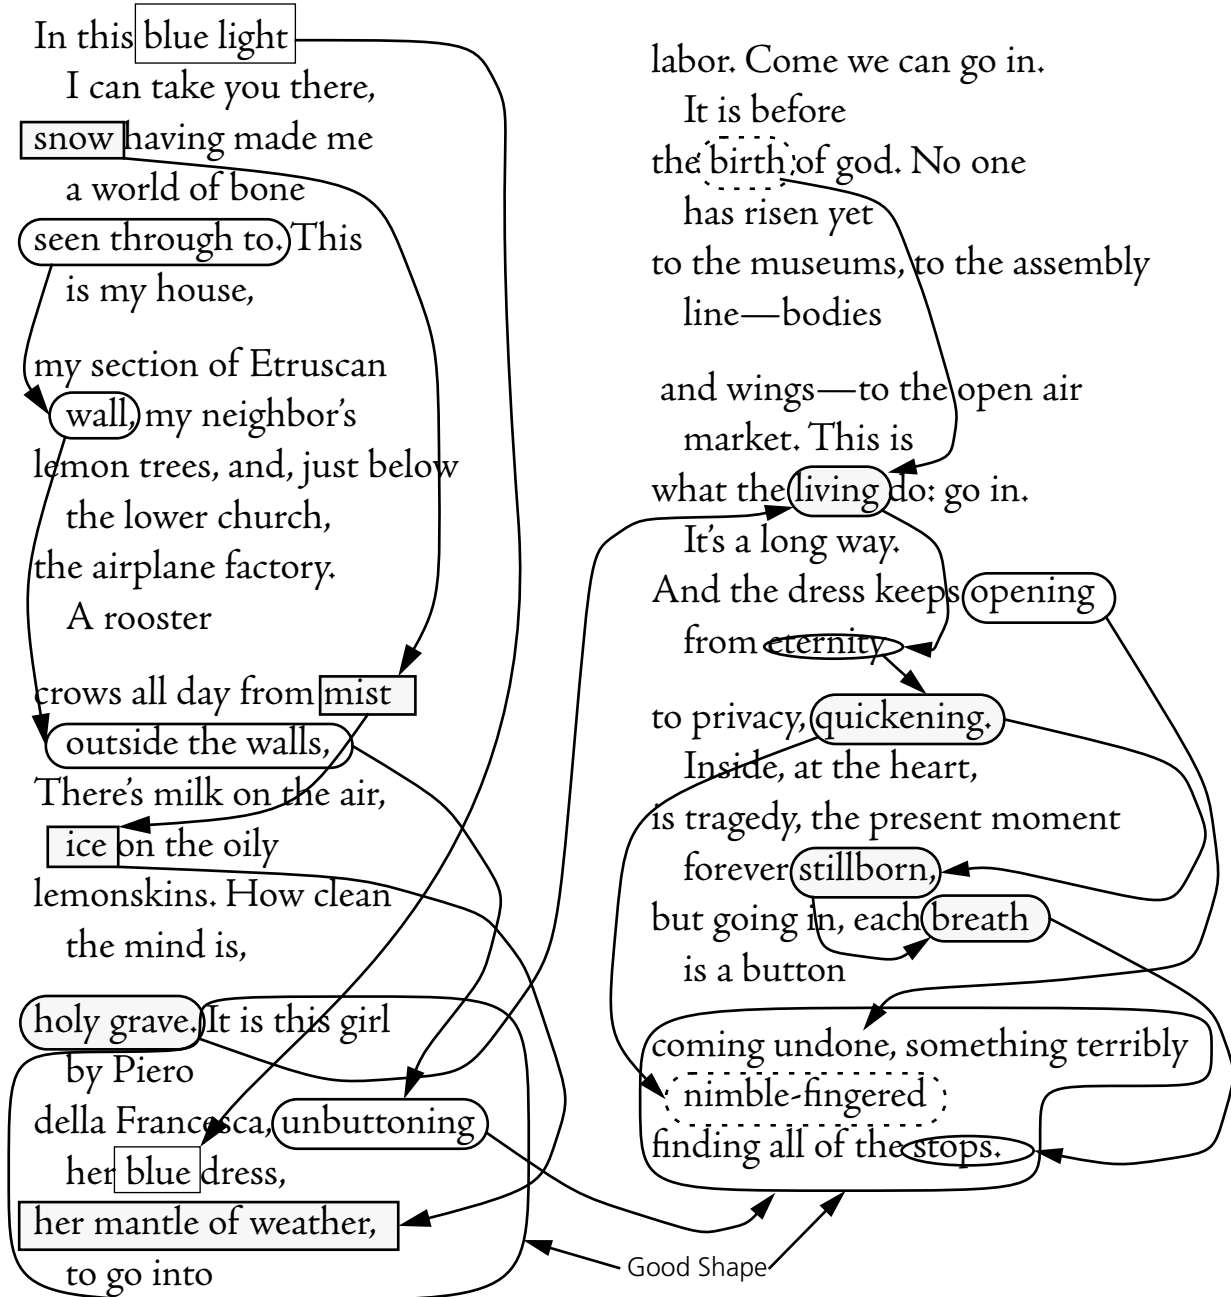 In this blue light
I can take you there,
snow having made me
a world of bone
seen through to. This
is my house,
my section of Etruscan
wall, my neighbor's
lemon trees, and, just below
the lower church,
the airplane factory.
A rooster
crows all day from mist
outside the walls,
There's milk on the air,
ice on the oily
lemonskins. How clean
the mind is,
holy grave. It is this girl
by Piero
della Francesca, unbuttoning
her blue dress,
her mantle of weather,
to go into
labor. Come we can go in.
It is before
the birth of god. No one
has risen yet
to the museums, to the assembly
line—bodies
and wings—to the open air
market. This is
what the living do: go in.
It's a long way.
And the dress keeps opening
from eternity
to privacy, quickening.
Inside, at the heart,
is tragedy, the present moment
forever stillborn,
but going in, each breath
is a button
coming undone, something terribly
nimble-fingered
finding all of the stops.
Good Shape